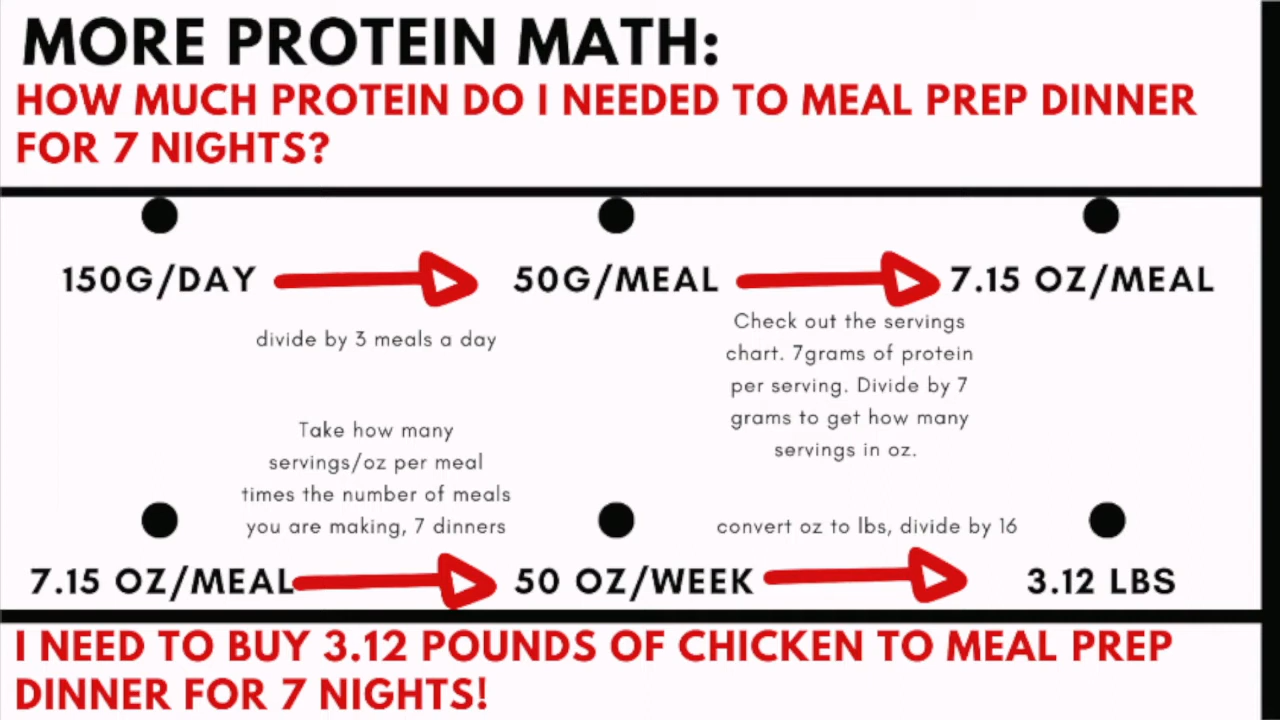 MORE PROTEIN MATH:
HOW MUCH PROTEIN DO I NEEDED TO MEAL PREP DINNER
FOR 7 NIGHTS?
150G/DAY
50G/MEAL
7.15 OZ/MEAL
divide by 3 meals a day
Check out the servings
chart. 7grams of protein
per serving. Divide by 7
grams to get how many
servings in oz.
Take how many
servings/oz per meal
times the number of meals
you are making, 7 dinners
convert oz to lbs, divide by 16
7.15 OZ/MEAL
50 OZ/WEEK
3.12 LBS
I NEED TO BUY 3.12 POUNDS OF CHICKEN TO MEAL PREP
DINNER FOR 7 NIGHTS!